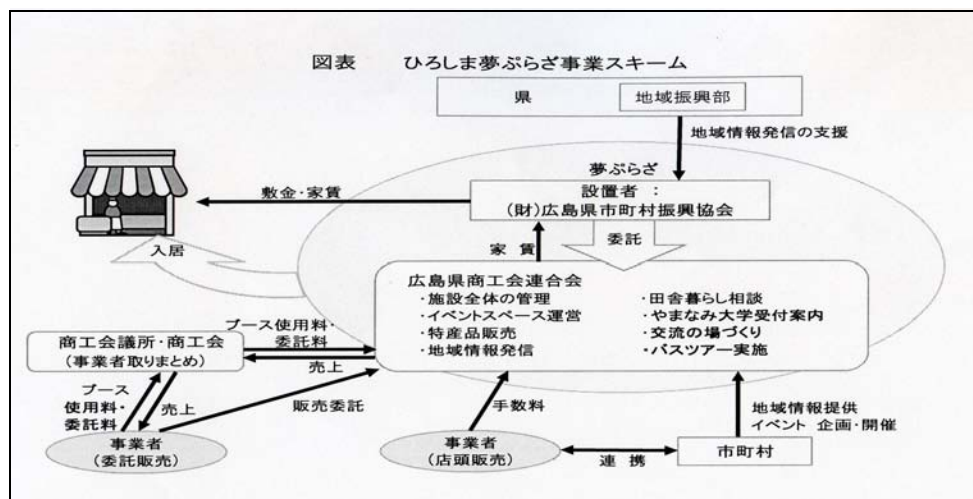 図表　ひろしま夢ぷらざ事業スキーム
県　地域振興部
地域情報発信の支援
夢ぷらざ
設置者 :
(財)広島県市町村振興協会
敷金・家賃
家 賃
委託
入居
広島県商工会連合会
・施設全体の管理
・イベントスペース運営
・特産品販売
・地域情報発信
・田舎暮らし相談
・やまなみ大学受付案内
・交流の場づくり
・バスツアー実施
商工会議所・商工会
(事業者取りまとめ)
ブース使用料・
委託料
売上
ブース
使用料・
委託料
売上
販売委託
手数料
地域情報提供
イベント 企画・開催
事業者
(委託販売)
事業者
(店頭販売)
連 携
市町村